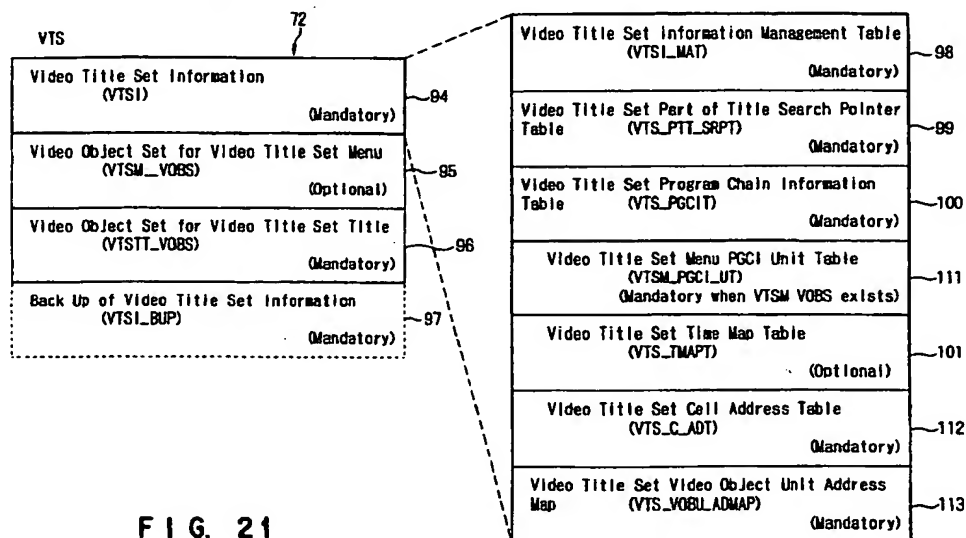 VTS
72
Video Title Set Information
(VTSI)
(Mandatory)
94
Video Object Set for Video Title Set Menu
(VTSM__VOBS)
(Optional)
95
Video Object Set for Video Title Set Title
(VTSTT_VOBS)
(Mandatory)
96
Back Up of Video Title Set Information
(VTSI_BUP)
(Mandatory)
97
Video Title Set Information Management Table
(VTSI_MAT)
(Mandatory)
98
Video Title Set Part of Title Search Pointer
Table (VTS_PTT_SRPT)
(Mandatory)
99
Video Title Set Program Chain Information
Table (VTS_PGCIT)
(Mandatory)
100
Video Title Set Menu PGCI Unit Table
(VTSM_PGCI_UT)
(Mandatory when VTSM VOBS exists)
111
Video Title Set Time Map Table
(VTS_TMAPT)
(Optional)
101
Video Title Set Cell Address Table
(VTS_C_ADT)
(Mandatory)
112
Video Title Set Video Object Unit Address
Map (VTS_VOBU_ADMAP)
(Mandatory)
113
FIG. 21